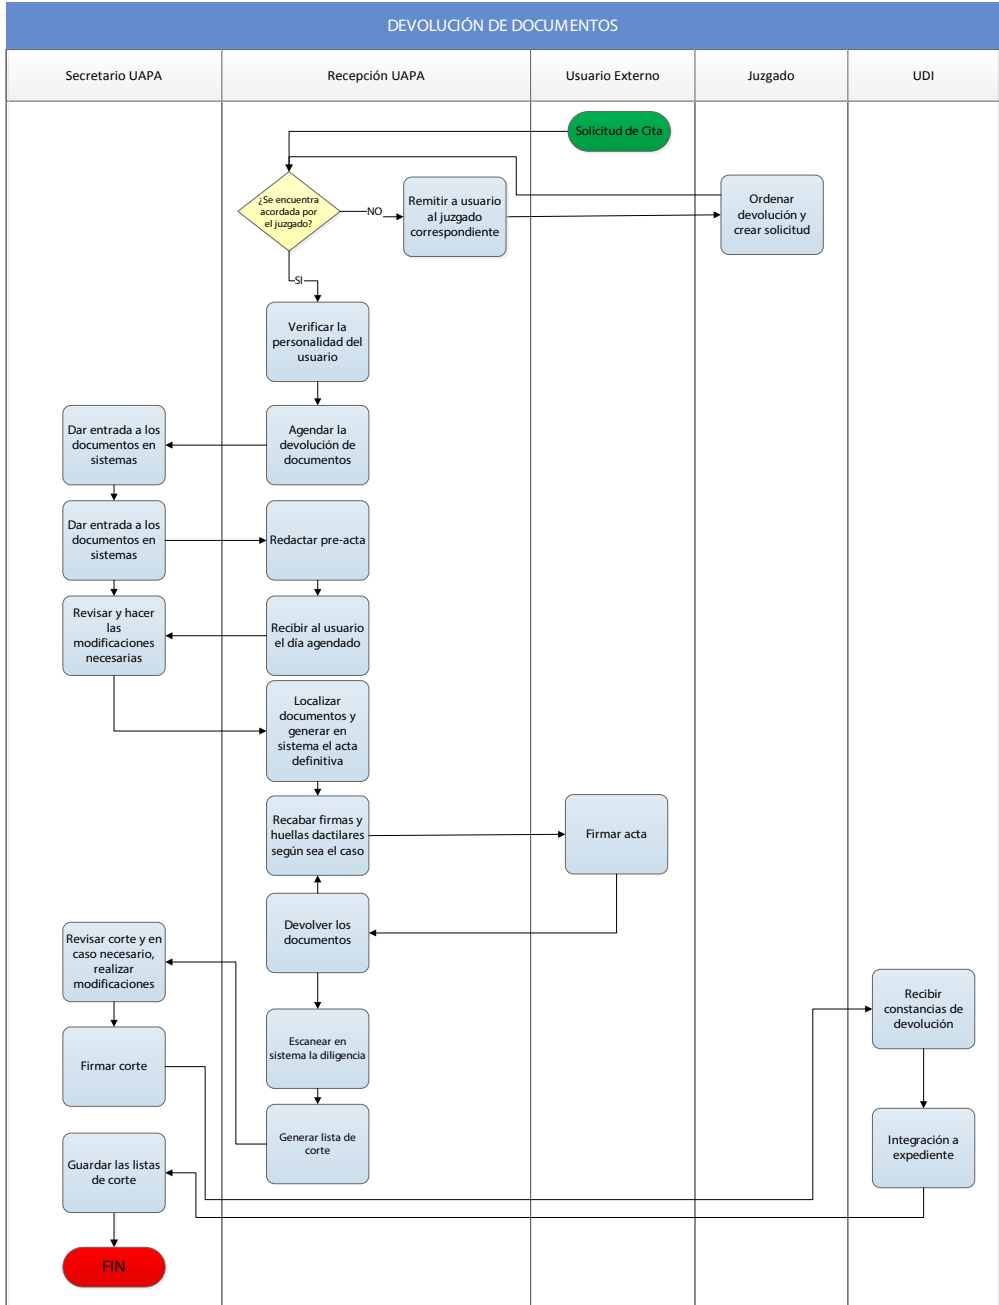 DEVOLUCIÓN DE DOCUMENTOS
Secretario UAPA
Recepción UAPA
Usuario Externo
Juzgado
UDI
Solicitud de Cita
¿Se encuentra
acordada por
el juzgado?
NO
Remitir a usuario
al juzgado
correspondiente
Ordenar
devolución y
crear solicitud
SI
Verificar la
personalidad del
usuario
Dar entrada a los
documentos en
sistemas
Agendar la
devolución de
documentos
Dar entrada a los
documentos en
sistemas
Redactar pre-acta
Revisar y hacer
las
modificaciones
necesarias
Recibir al usuario
el día agendado
Localizar
documentos y
generar en
sistema el acta
definitiva
Recabar firmas y
huellas dactilares
según sea el caso
Firmar acta
Devolver los
documentos
Revisar corte y en
caso necesario,
realizar
modificaciones
Recibir
constancias de
devolución
Escanear en
sistema la diligencia
Firmar corte
Generar lista de
corte
Integración a
expediente
Guardar las listas
de corte
FIN